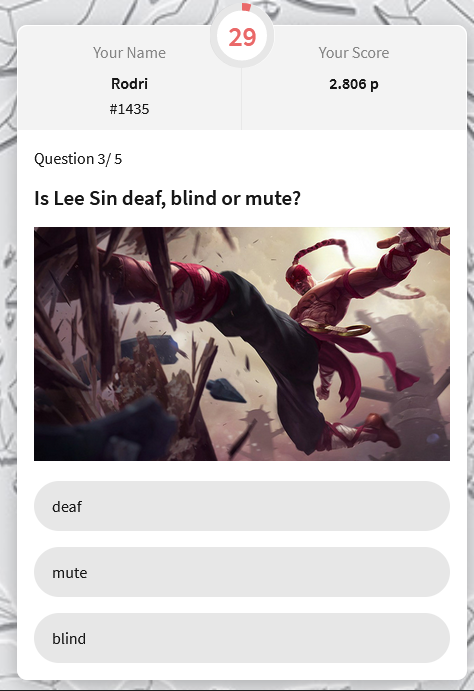 29
Your Name
Rodri
#1435
Your Score
2.806 p
Question 3/ 5
Is Lee Sin deaf, blind or mute?
deaf
mute
blind